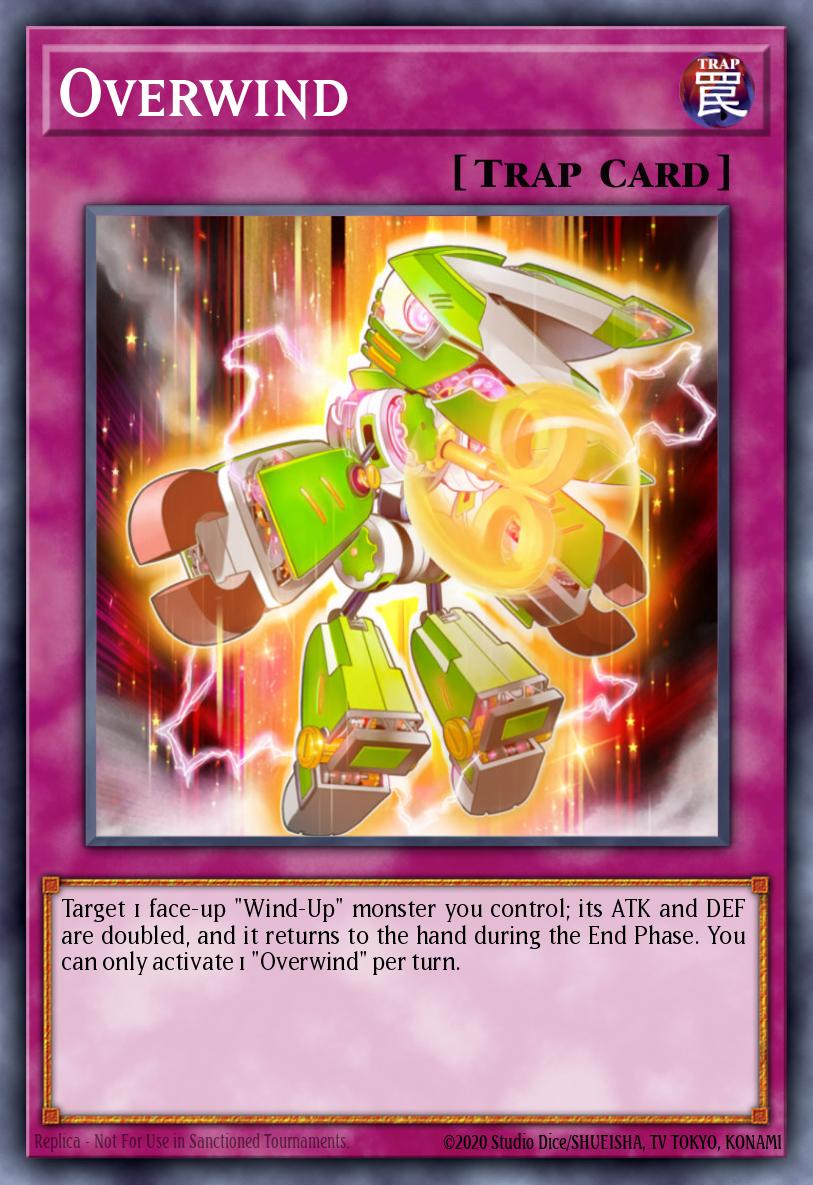 Overwind
TRAP
罠
[Trap Card]
Target 1 face-up "Wind-Up" monster you control; its ATK and DEF
are doubled, and it returns to the hand during the End Phase. You
can only activate 1 "Overwind" per turn.
Replica - Not For Use in Sanctioned Tournaments.
©2020 Studio Dice/SHUEISHA, TV TOKYO, KONAMI